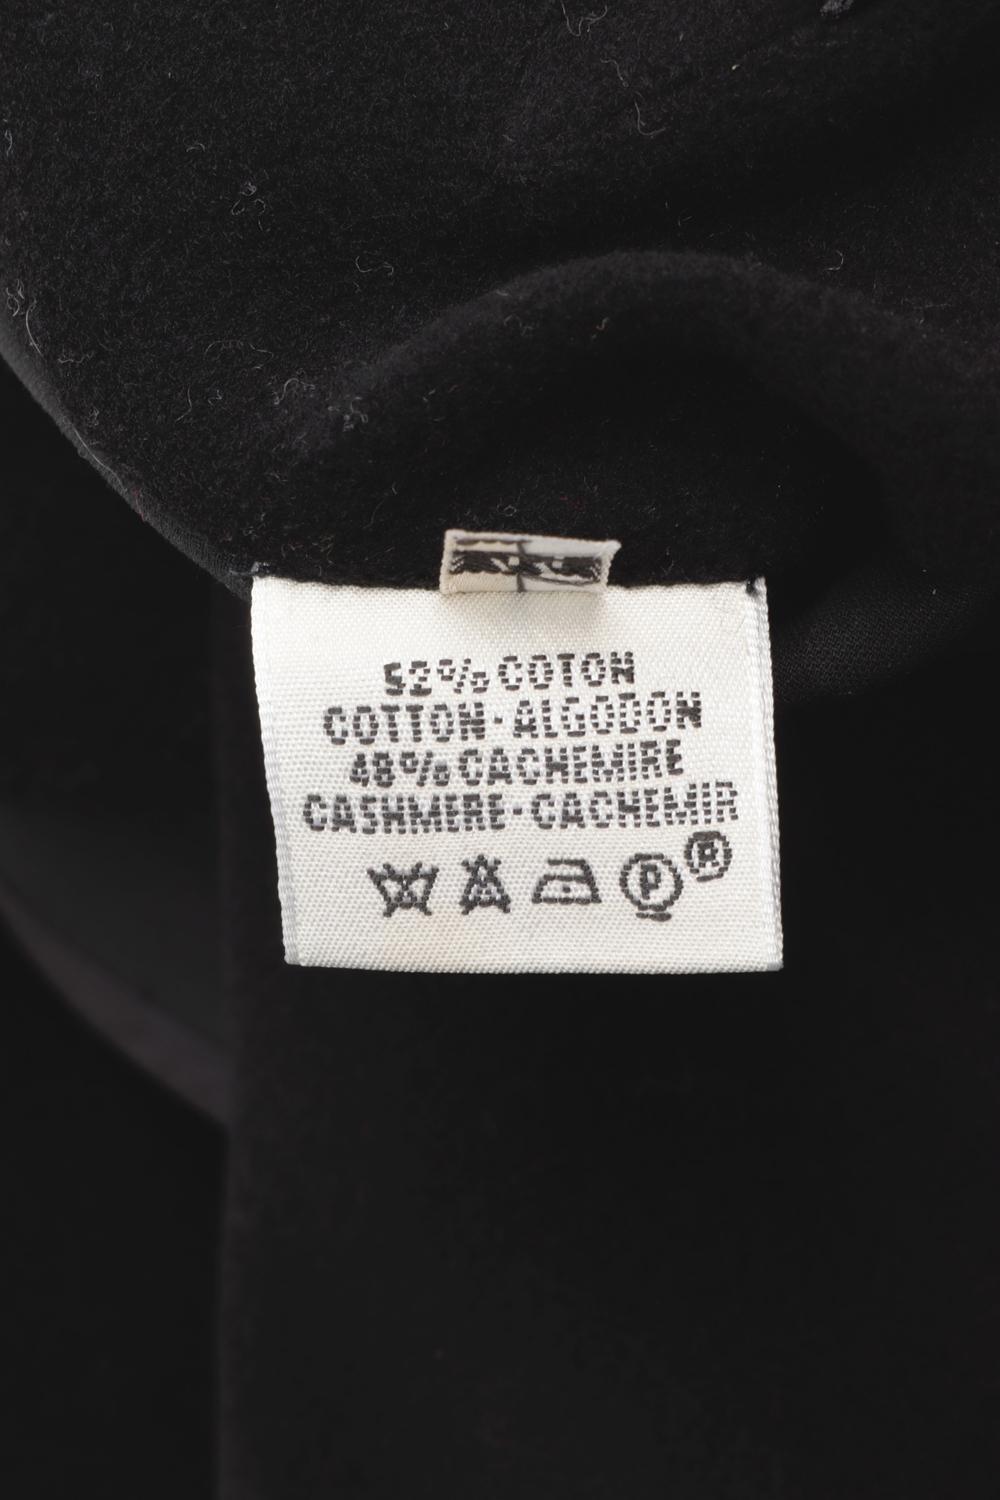 52% COTON
COTTON-ALGODON
48% CACHEMIRE
CASHMERE-CACHEMIR
P ®